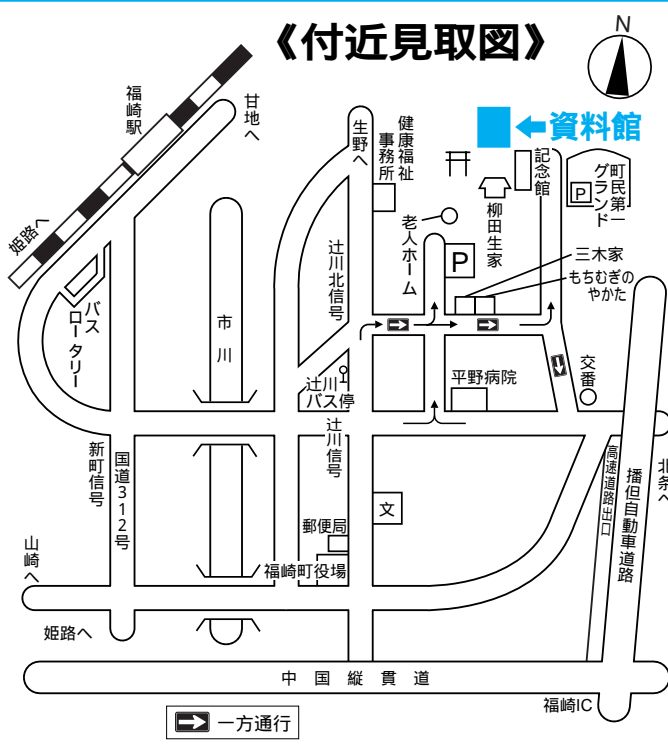 《付近見取図》
N
福崎駅
甘地へ
生野へ
健康福祉
事務所
資料館
記念館
町民第一
グランド
P
姫路へ
老人ホーム
柳田生家
P
三木家
もちむぎの
やかた
バス
ロータリー
市川
辻川北信号
辻川
バス停
平野病院
交番
新町信号
国道312号
辻川信号
高速道路出口
播但自動車道路
北条へ
文
郵便局
山崎へ
福崎町役場
姫路へ
中国縦貫道
福崎IC
一方通行